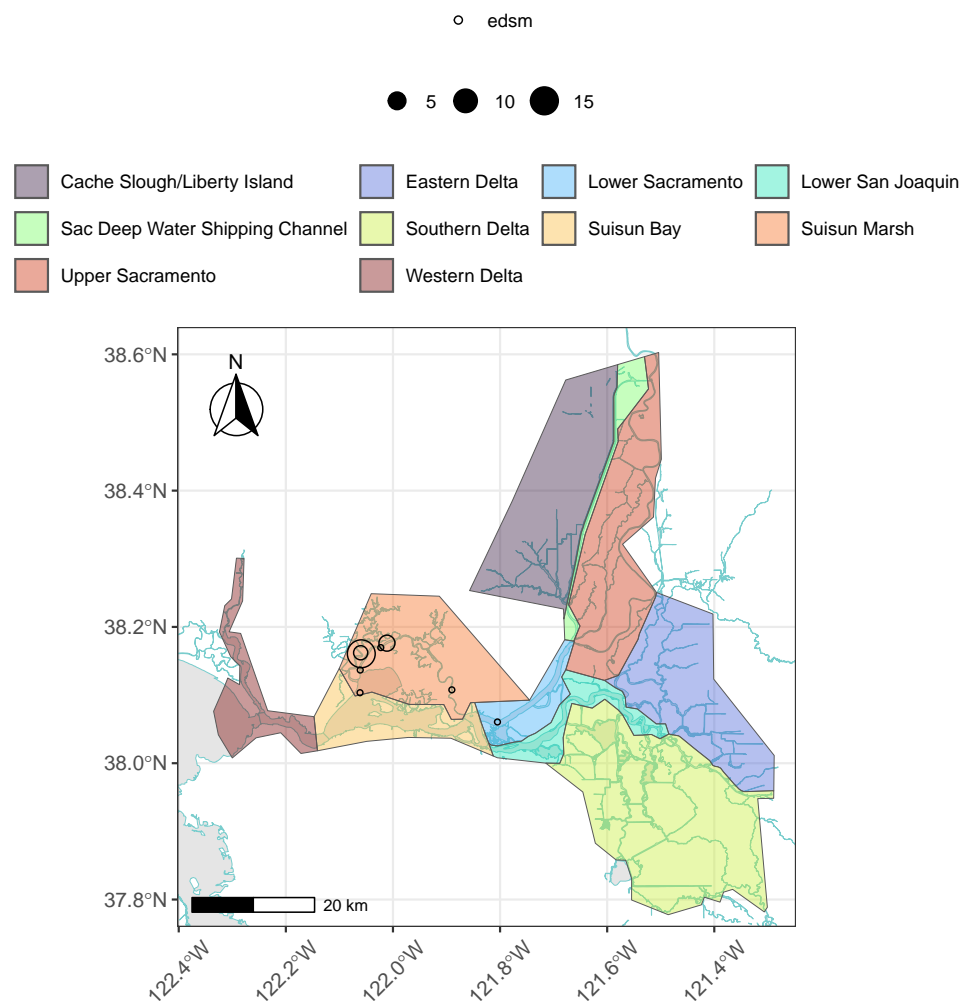 edsm
5 10 15
Cache Slough/Liberty Island Eastern Delta Lower Sacramento Lower San Joaquin
Sac Deep Water Shipping Channel Southern Delta Suisun Bay Suisun Marsh
Upper Sacramento Western Delta
38.6°N
N
38.4°N
38.2°N
38.0°N
37.8°N
20 km
122.4°W 122.2°W 122.0°W 121.8°W 121.6°W 121.4°W